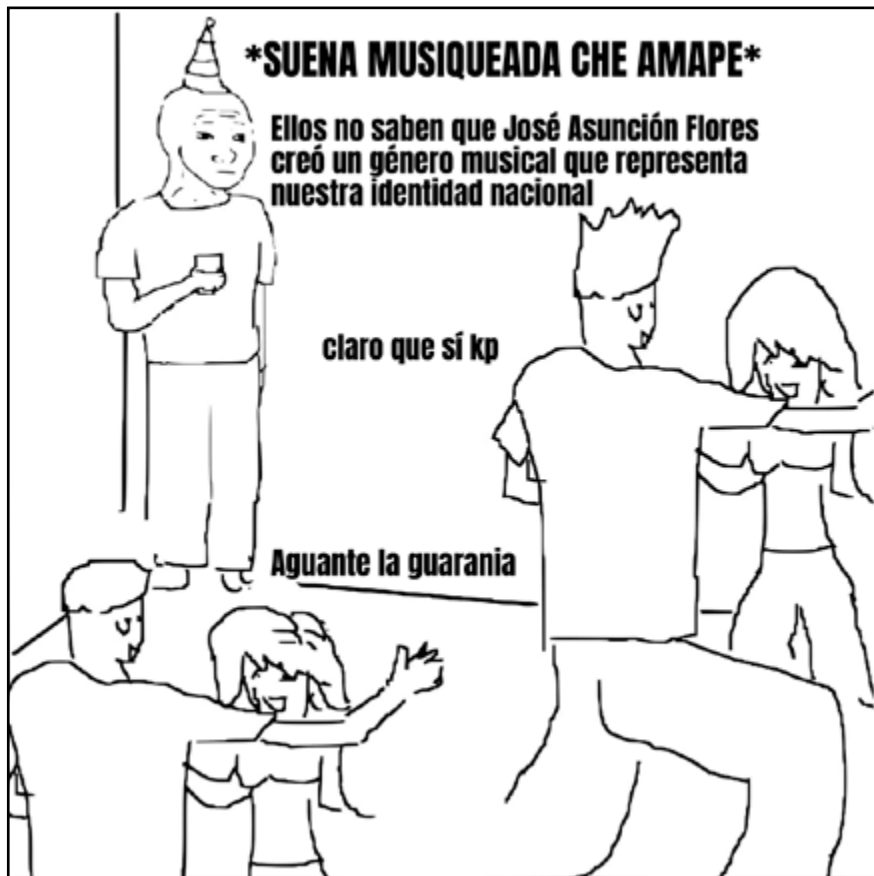 *SUENA MUSIQUEADA CHE AMAPE*
Ellos no saben que José Asunción Flores
creó un género musical que representa
nuestra identidad nacional
claro que sí kp
Aguante la guarania